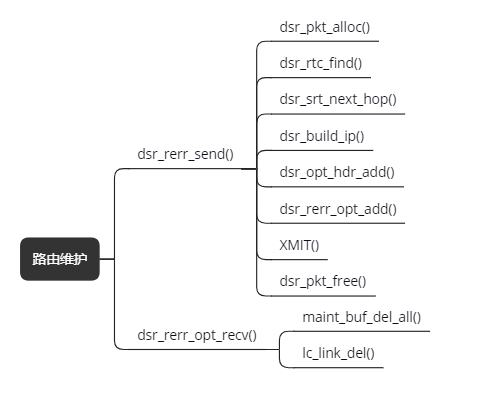 dsr_pkt_alloc()
dsr_rtc_find()
dsr_srt_next_hop()
dsr_rerr_send()
dsr_build_ip()
dsr_opt_hdr_add()
dsr_rerr_opt_add()
XMIT()
dsr_pkt_free()
路由维护
dsr_rerr_opt_recv()
maint_buf_del_all()
lc_link_del()